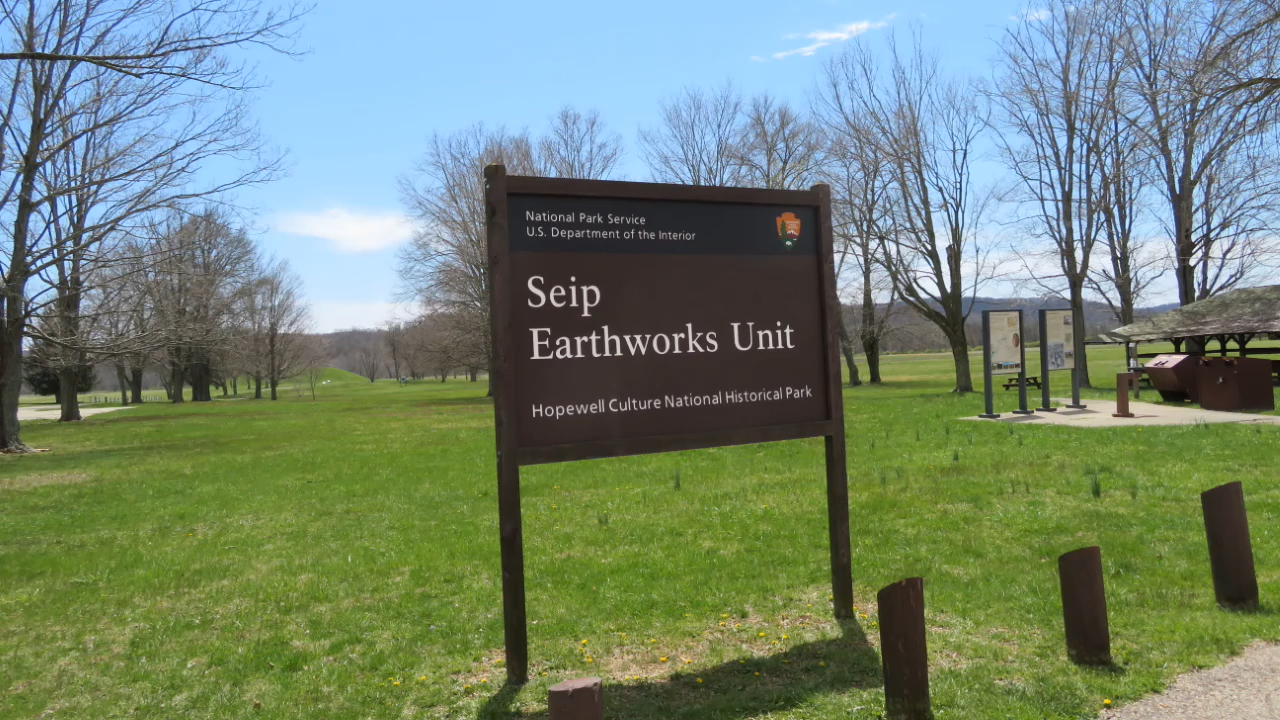 National Park Service
U.S. Department of the Interior
Seip
Earthworks Unit
Hopewell Culture National Historical Park